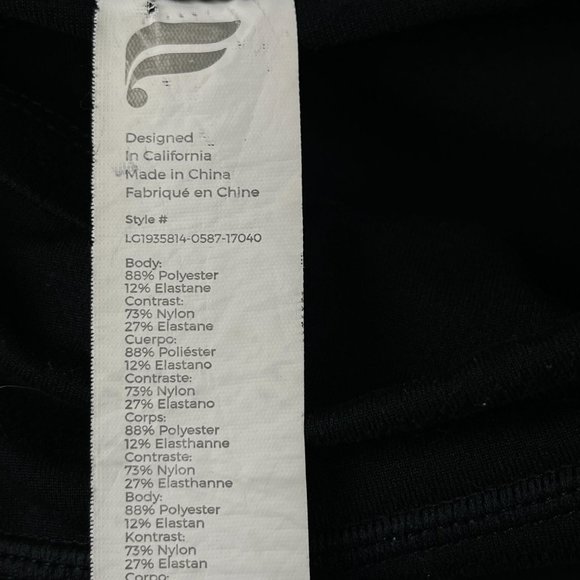 Designed
in California
Made in China
Fabriqué en Chine
Style #
LG1935814-0587-17040
Body:
88% Polyester
12% Elastane
Contrast:
73% Nylon
27% Elastane
Cuerpo:
88% Poliéster
12% Elastano
Contraste:
73% Nylon
27% Elastano
Corps:
88% Polyester
12% Elasthanne
Contraste:
73% Nylon
27% Elasthanne
Body:
88% Polyester
12% Elastan
Kontrast:
73% Nylon
27% Elastan
Corpo: